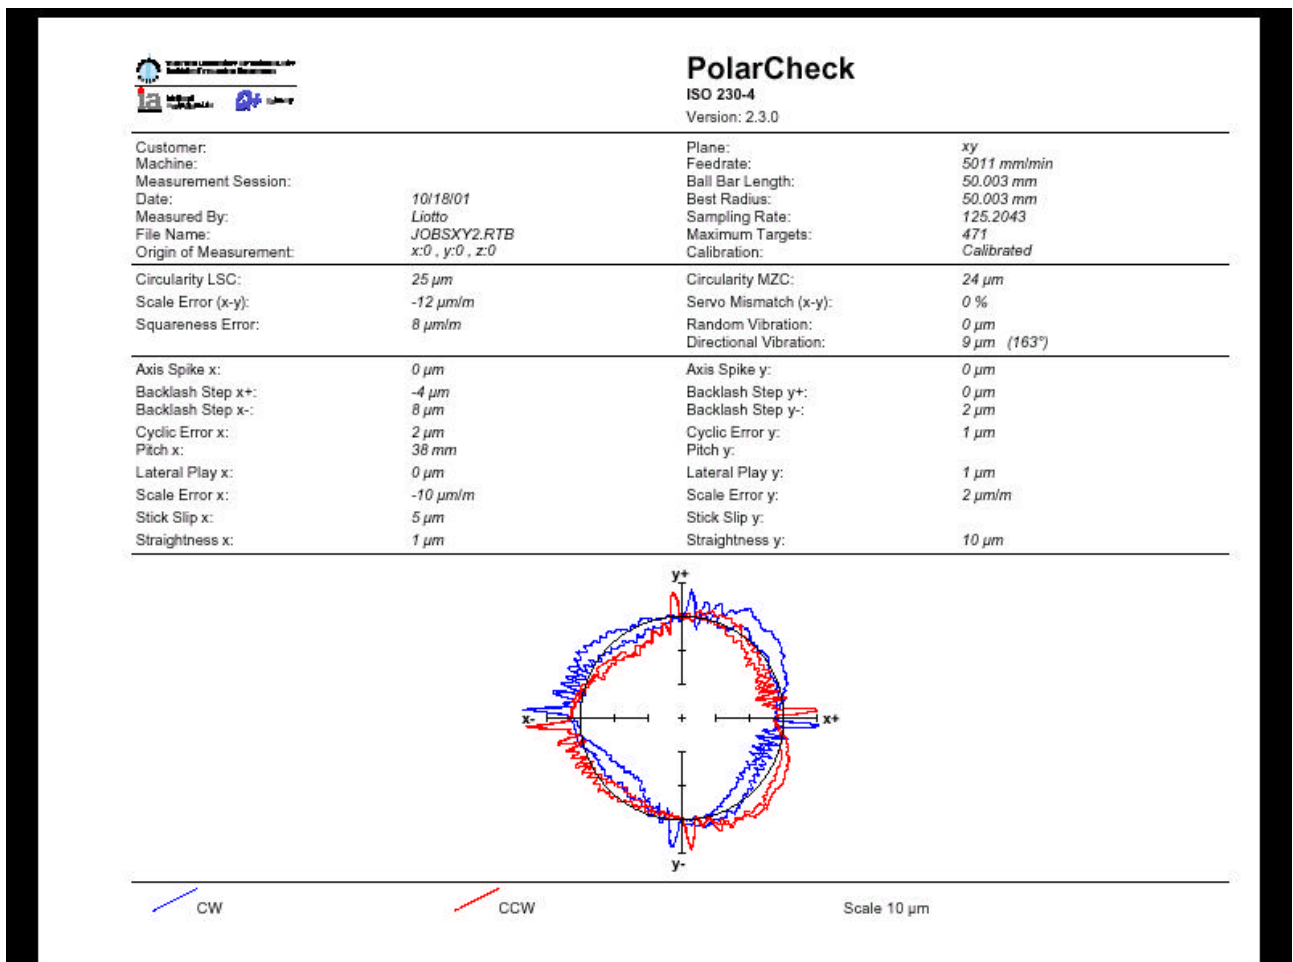 PolarCheck
ISO 230-4
Version: 2.3.0
Customer: Plane: xy
Machine: Feedrate: 5011 mm/min
Measurement Session: Ball Bar Length: 50.003 mm
Date: 10/18/01 Best Radius: 50.003 mm
Measured By: Liotto Sampling Rate: 125.2043
File Name: JOBSXY2.RTB Maximum Targets: 471
Origin of Measurement: x:0 , y:0 , z:0 Calibration: Calibrated
Circularity LSC: 25 µm Circularity MZC: 24 µm
Scale Error (x-y): -12 µm/m Servo Mismatch (x-y): 0 %
Squareness Error: 8 µm/m Random Vibration: 0 µm
Directional Vibration: 9 µm (163°)
Axis Spike x: 0 µm Axis Spike y: 0 µm
Backlash Step x+: -4 µm Backlash Step y+: 0 µm
Backlash Step x-: 8 µm Backlash Step y-: 2 µm
Cyclic Error x: 2 µm Cyclic Error y: 1 µm
Pitch x: 38 mm Pitch y:
Lateral Play x: 0 µm Lateral Play y: 1 µm
Scale Error x: -10 µm/m Scale Error y: 2 µm/m
Stick Slip x: 5 µm Stick Slip y:
Straightness x: 1 µm Straightness y: 10 µm
y+
x- x+
y-
CW CCW Scale 10 µm